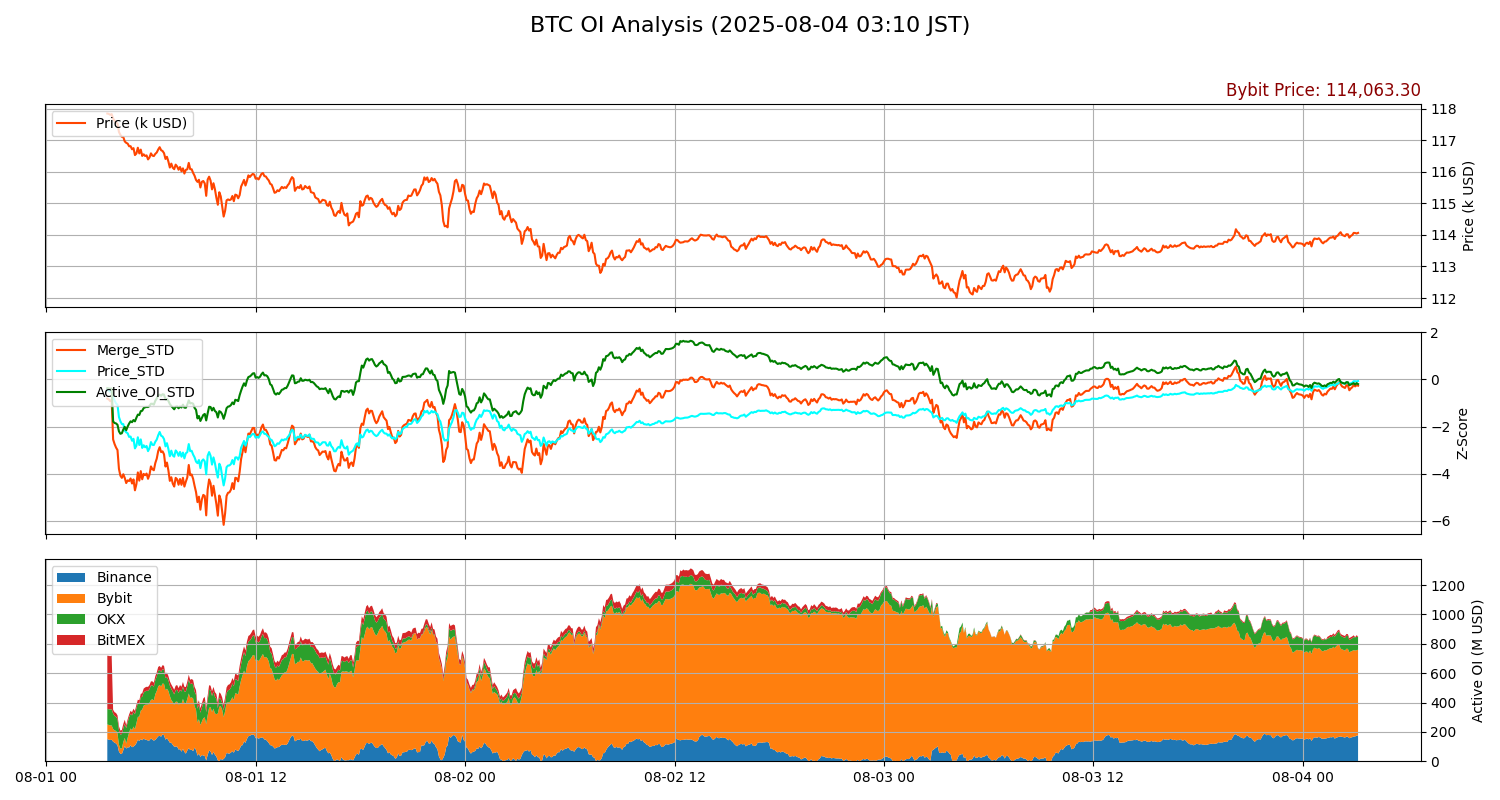 BTC OI Analysis (2025-08-04 03:10 JST)
Bybit Price: 114,063.30
Price (k USD)
118
117
116
115
114
113
112
Price (k USD)
Merge_STD
Price_STD
Active_OI_STD
2
0
−2
−4
−6
Z-Score
Binance
Bybit
OKX
BitMEX
1200
1000
800
600
400
200
0
Active OI (M USD)
08-01 00
08-01 12
08-02 00
08-02 12
08-03 00
08-03 12
08-04 00